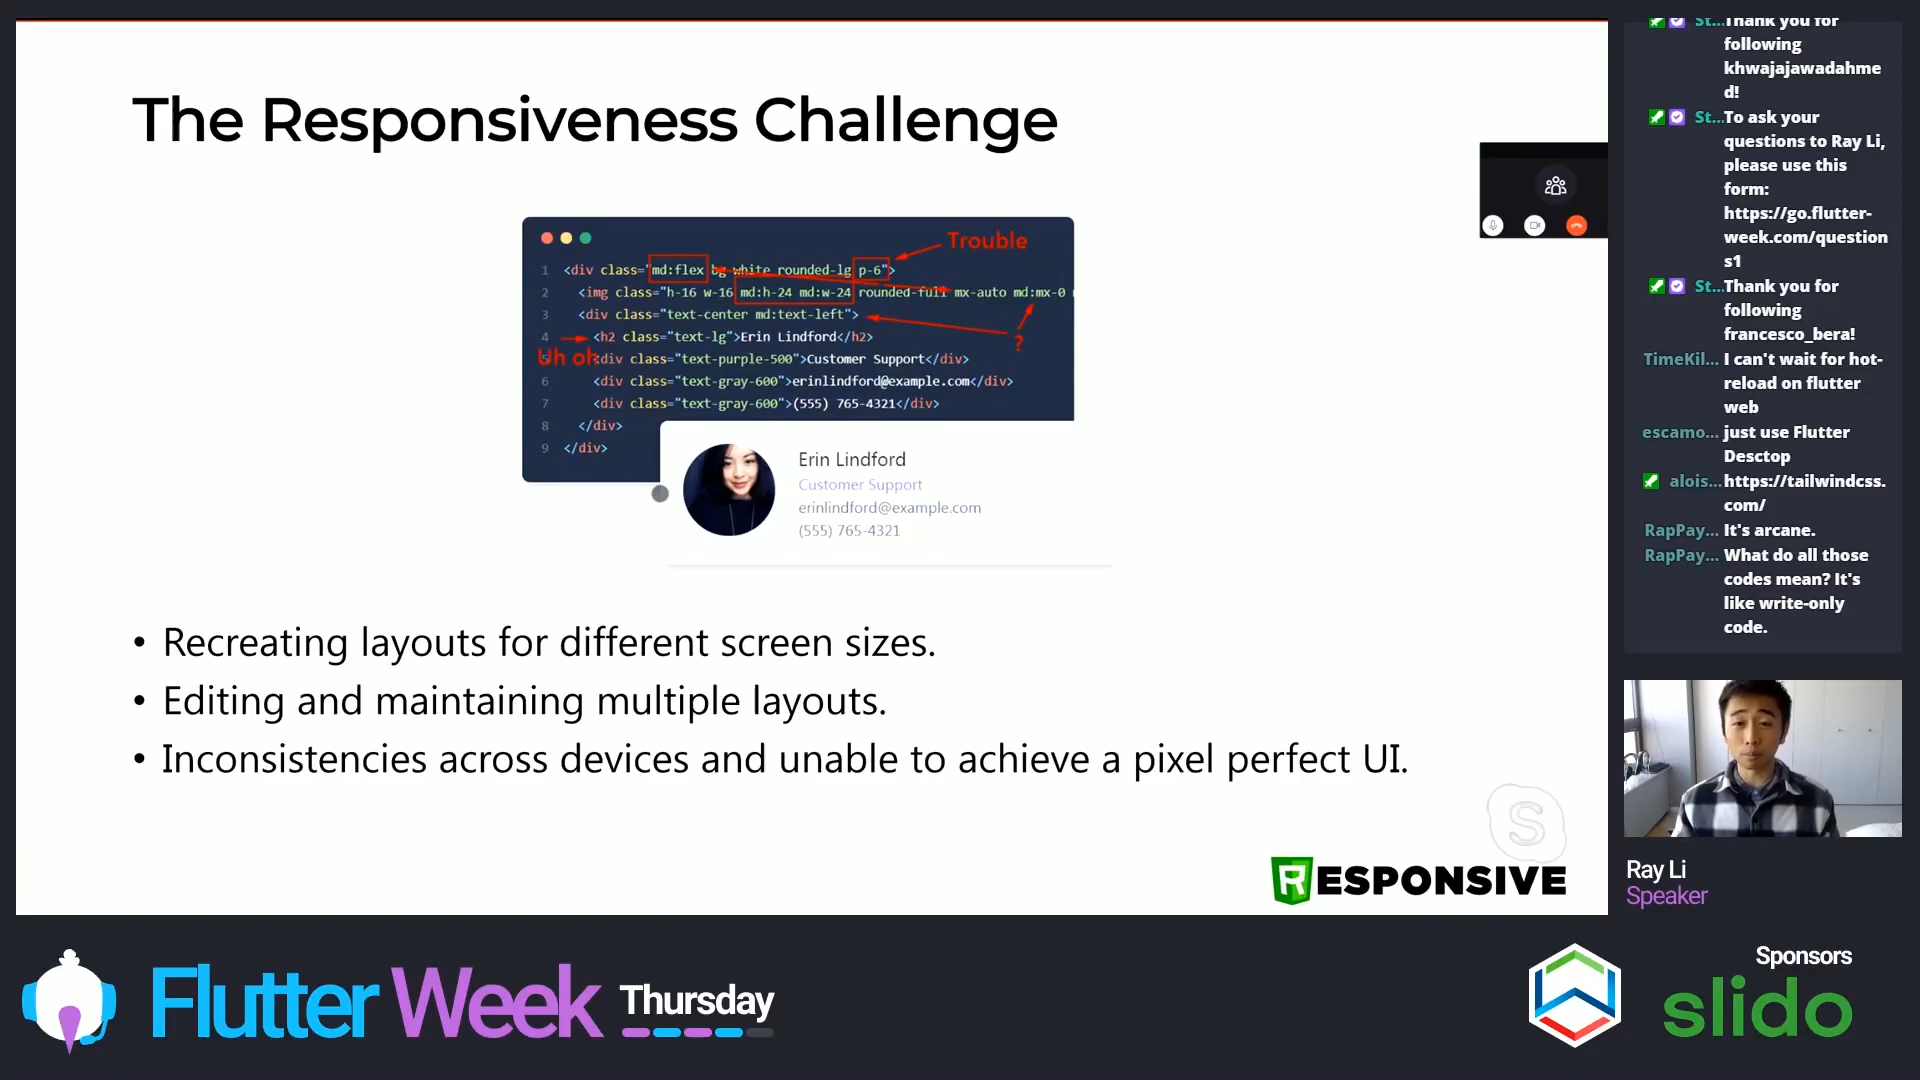 The Responsiveness Challenge
Trouble
1 <div class="md:flex bg-white rounded-lg p-6">
2 <img class="h-16 w-16 md:h-24 md:w-24 rounded-full mx-auto md:mx-0
3 <div class="text-center md:text-left">
4 <h2 class="text-lg">Erin Lindford</h2>
?
Uh oh
5 <div class="text-purple-500">Customer Support</div>
6 <div class="text-gray-600">erinlindford@example.com</div>
7 <div class="text-gray-600">(555) 765-4321</div>
8 </div>
9 </div>
Erin Lindford
Customer Support
erinlindford@example.com
(555) 765-4321
• Recreating layouts for different screen sizes.
• Editing and maintaining multiple layouts.
• Inconsistencies across devices and unable to achieve a pixel perfect UI.
S
RESPONSIVE
St...Thank you for
following
khwajajawadahme
d!
St...To ask your
questions to Ray Li,
please use this
form:
https://go.flutter-
week.com/question
s1
St... Thank you for
following
francesco_bera!
TimeKil... I can't wait for hot-
reload on flutter
web
escamo... just use Flutter
Desctop
alois...https://tailwindcss.
com/
RapPay... It's arcane.
RapPay... What do all those
codes mean? It's
like write-only
code.
Ray Li
Speaker
Flutter Week Thursday
Sponsors
slido